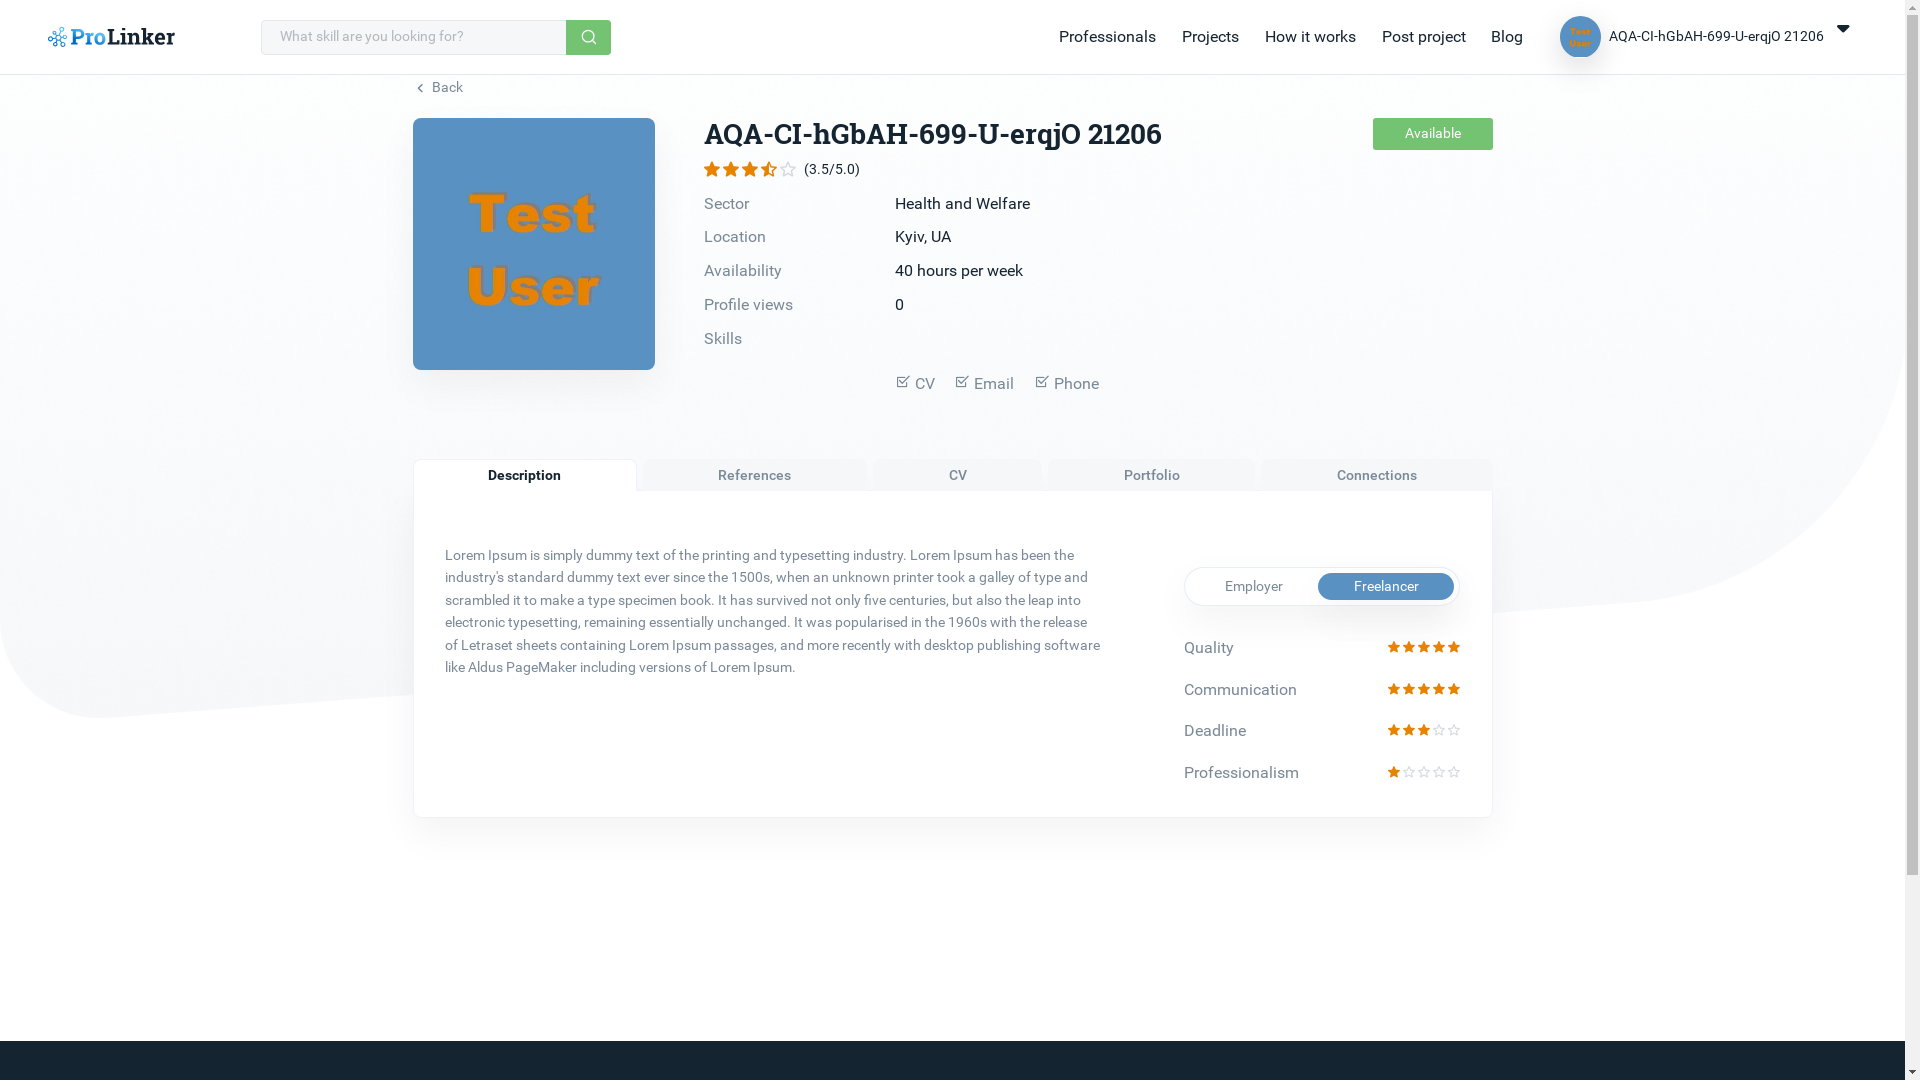 ProLinker
What skill are you looking for?
Professionals
Projects
How it works
Post project
Blog
Test
User
AQA-CI-hGbAH-699-U-erqjO 21206
Back
Test
User
AQA-CI-hGbAH-699-U-erqjO 21206
Available
(3.5/5.0)
Sector Health and Welfare
Location Kyiv, UA
Availability 40 hours per week
Profile views 0
Skills
CV Email Phone
Description References CV Portfolio Connections
Lorem Ipsum is simply dummy text of the printing and typesetting industry. Lorem Ipsum has been the
industry's standard dummy text ever since the 1500s, when an unknown printer took a galley of type and
scrambled it to make a type specimen book. It has survived not only five centuries, but also the leap into
electronic typesetting, remaining essentially unchanged. It was popularised in the 1960s with the release
of Letraset sheets containing Lorem Ipsum passages, and more recently with desktop publishing software
like Aldus PageMaker including versions of Lorem Ipsum.
Employer Freelancer
Quality
Communication
Deadline
Professionalism